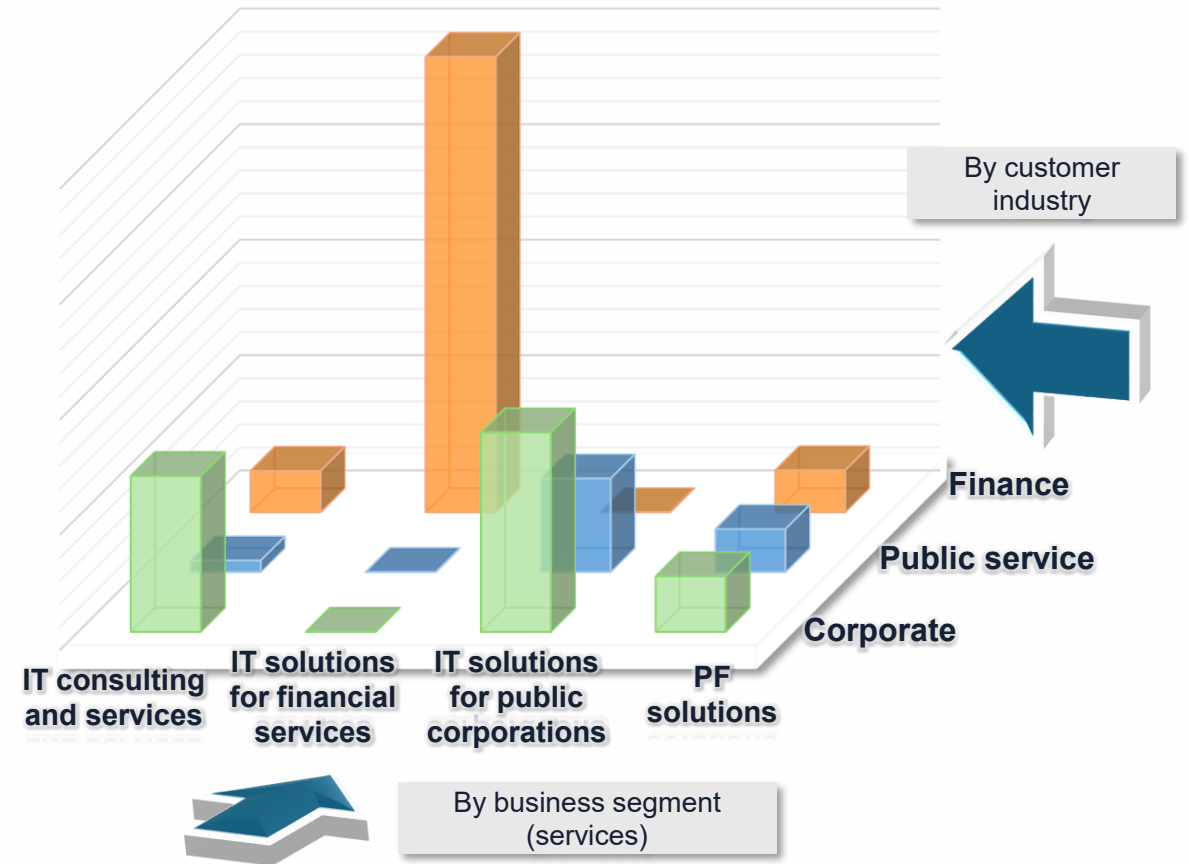 By customer
industry
Finance
Public service
Corporate
IT consulting
and services
IT solutions
for financial
services
IT solutions
for public
corporations
PF
solutions
By business segment
(services)